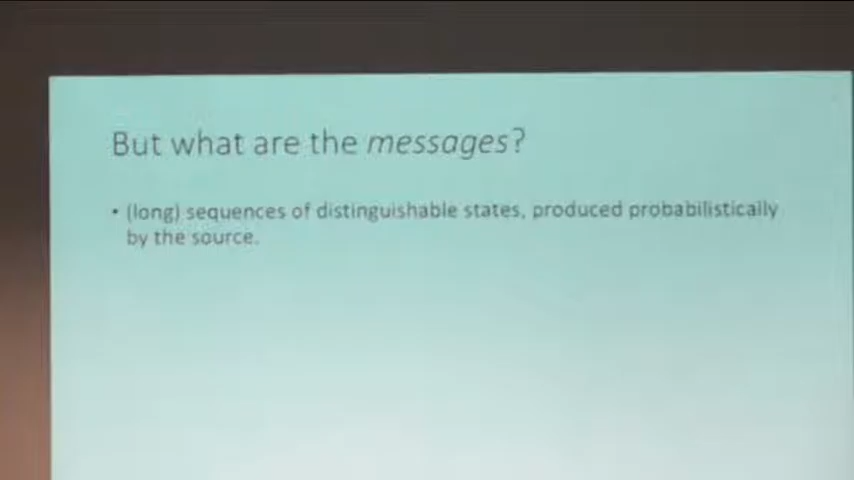 But what are the messages?
• (long) sequences of distinguishable states, produced probabilistically
by the source.